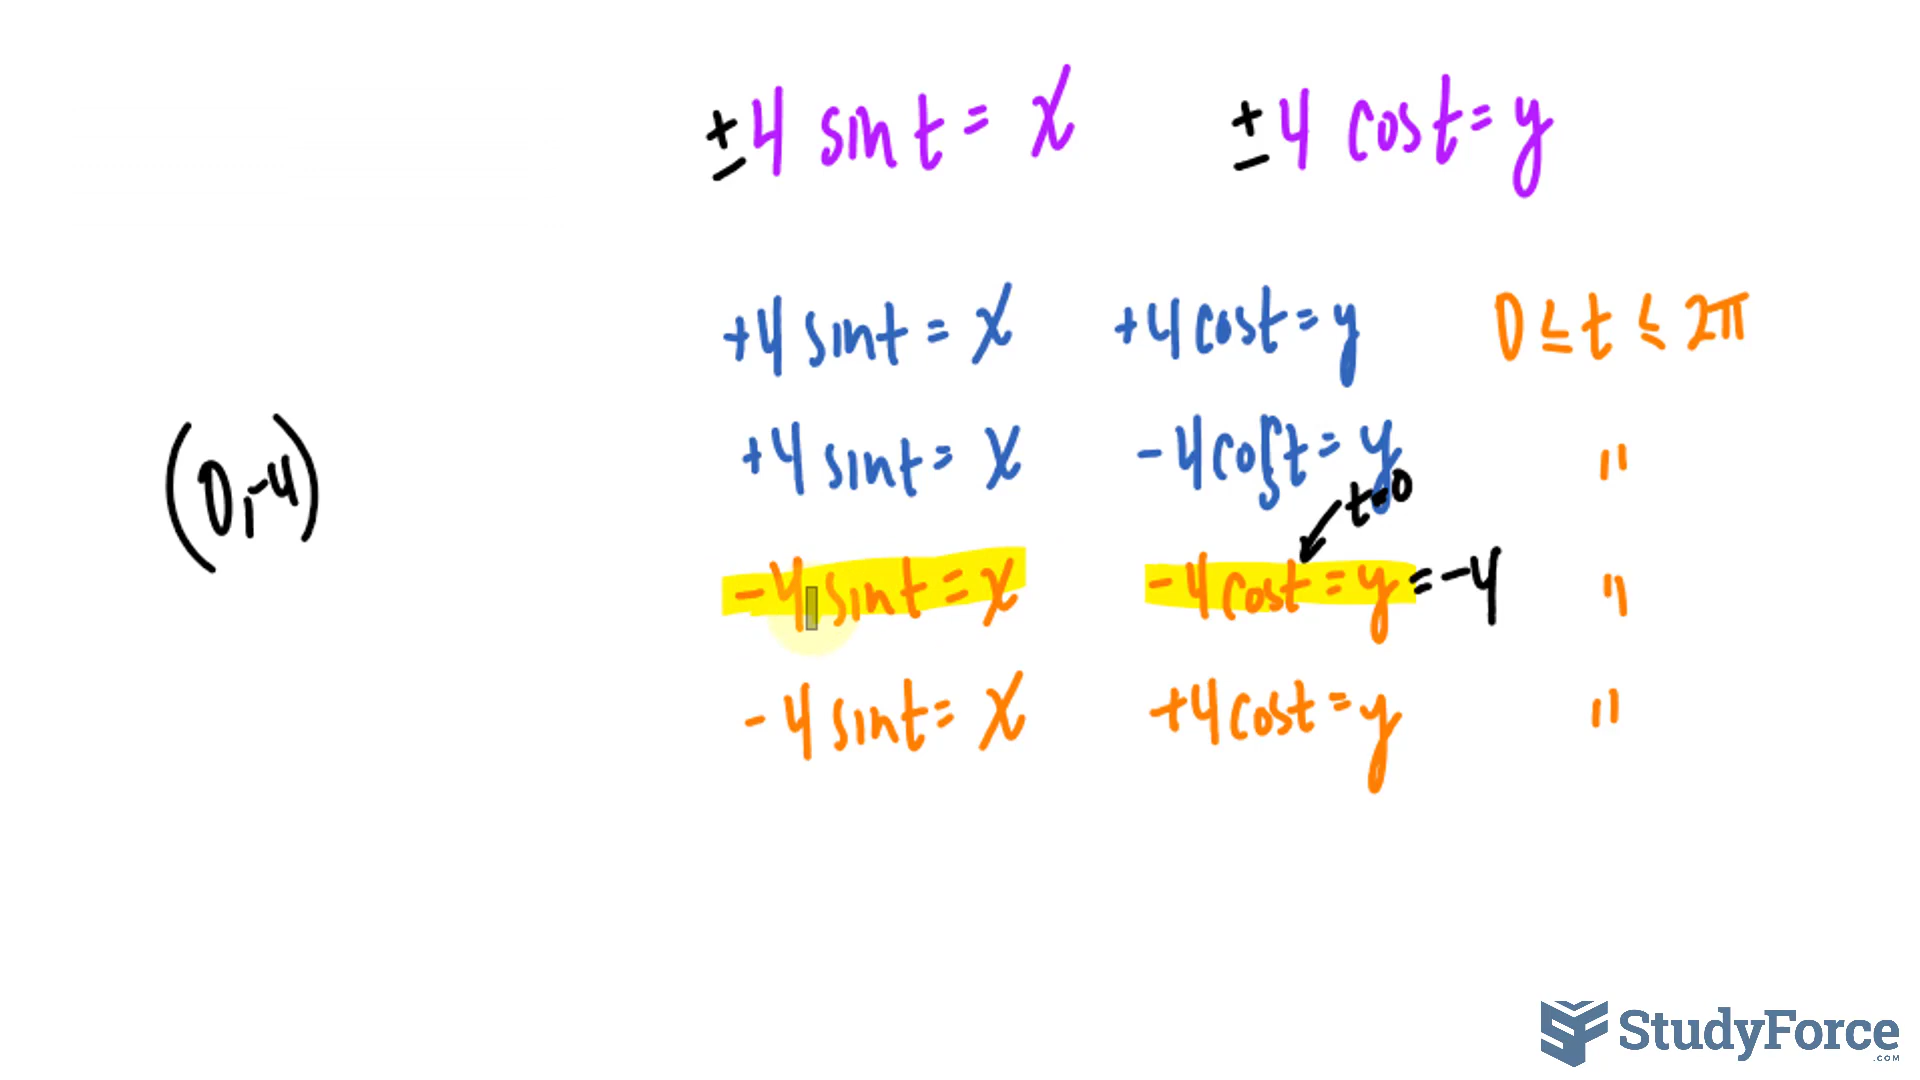 ±4 sin t = x ±4 cos t = y
+4 sin t = x +4 cos t = y 0 ≤ t ≤ 2π
+4 sin t = x -4 cos t = y "
(0, -4)
t=0
-4 sin t = x -4 cos t = y = -4 "
-4 sin t = x +4 cos t = y "
StudyForce
.COM